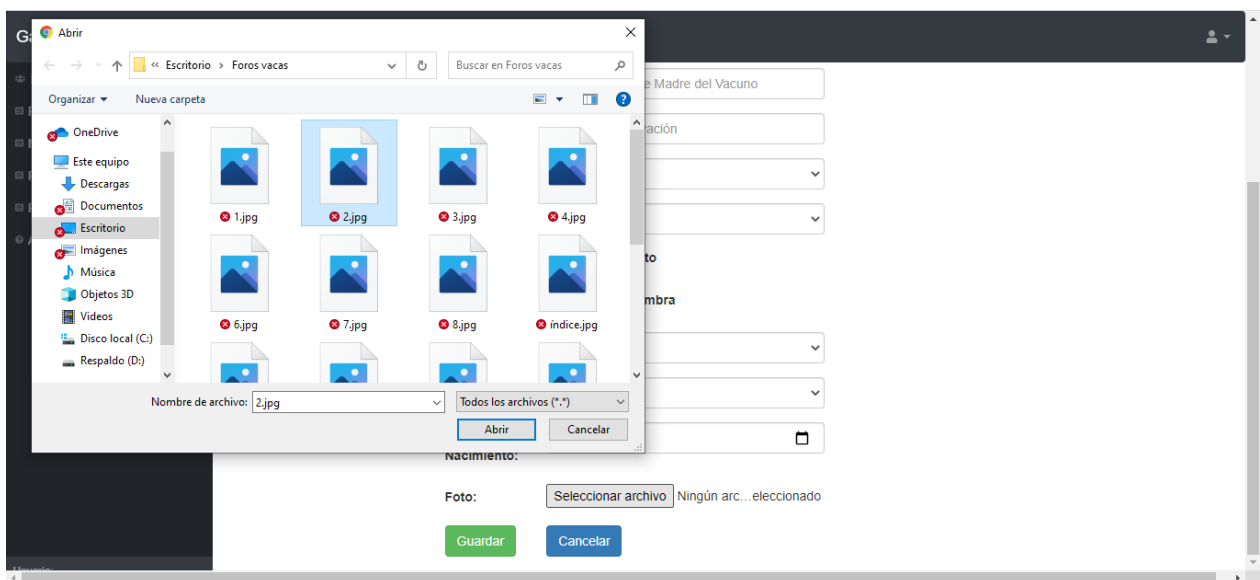 Abrir
« Escritorio › Foros vacas
Buscar en Foros vacas
Organizar
Nueva carpeta
OneDrive
Este equipo
Descargas
Documentos
Escritorio
Imágenes
Música
Objetos 3D
Videos
Disco local (C:)
Respaldo (D:)
1.jpg
2.jpg
3.jpg
4.jpg
6.jpg
7.jpg
8.jpg
índice.jpg
Nombre de archivo: 2.jpg
Todos los archivos (*.*)
Abrir
Cancelar
Madre del Vacuno
Nacimiento:
Foto:
Seleccionar archivo
Ningún arc…eleccionado
Guardar
Cancelar